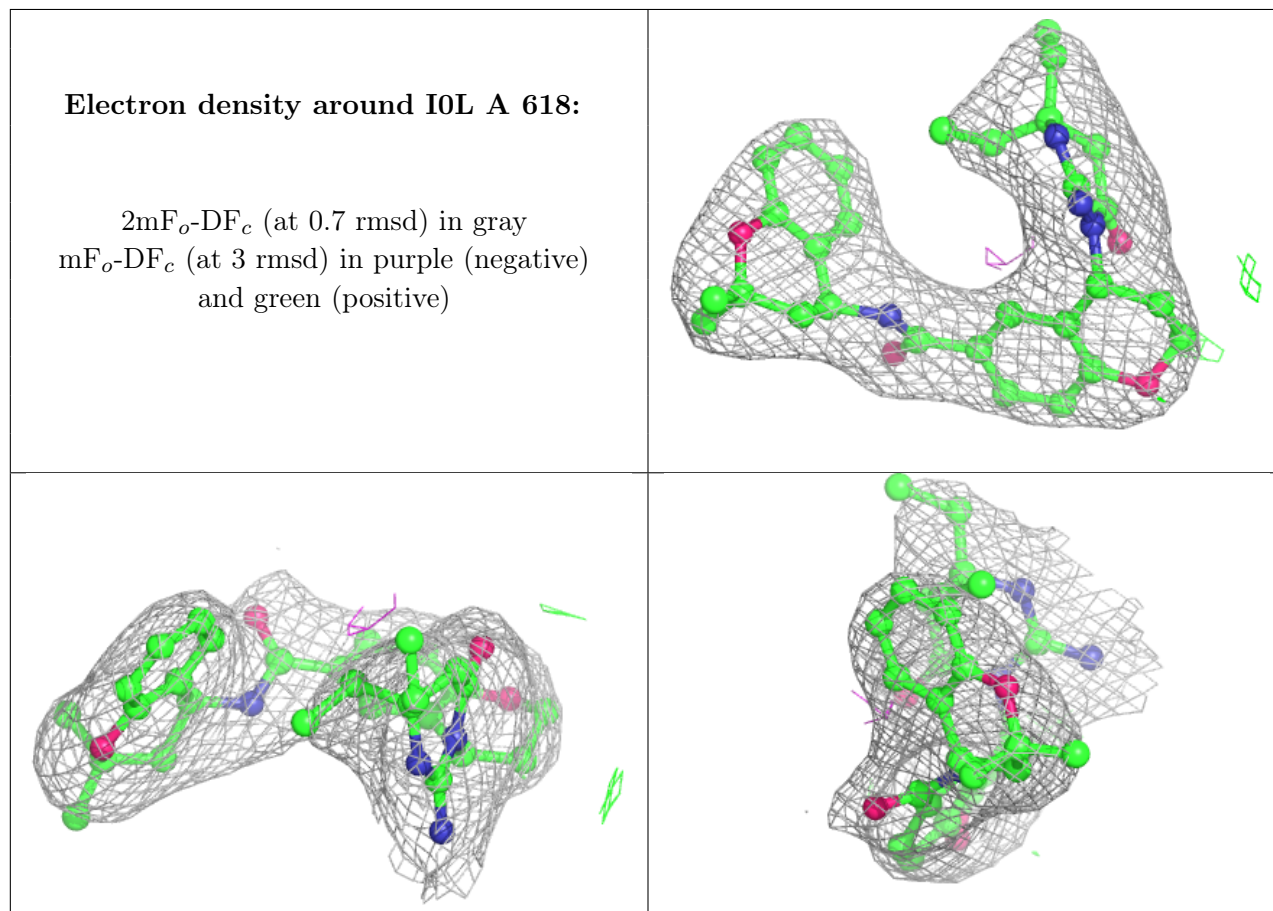 Electron density around I0L A 618:
2mFo-DFc (at 0.7 rmsd) in gray
mFo-DFc (at 3 rmsd) in purple (negative)
and green (positive)